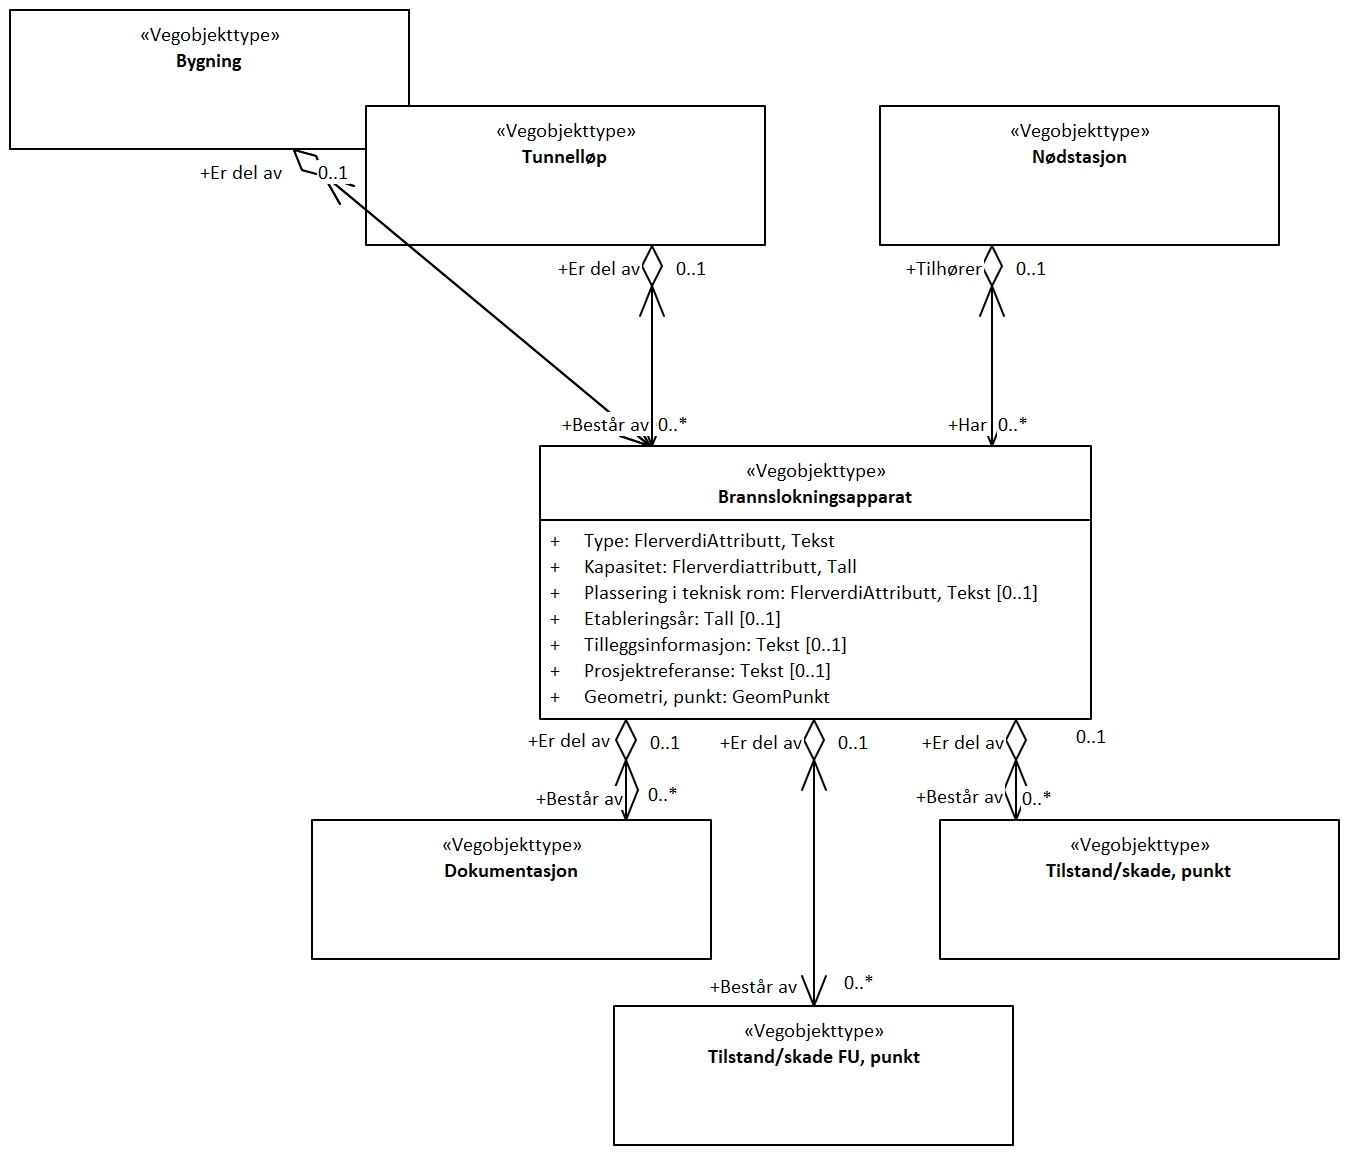 «Vegobjekttype»
Bygning
«Vegobjekttype»
Tunnelløp
«Vegobjekttype»
Nødstasjon
+Er del av
0..1
+Er del av
0..1
+Tilhører
0..1
+Består av
0..*
+Har
0..*
«Vegobjekttype»
Brannslokningsapparat
+ Type: FlerverdiAttributt, Tekst
+ Kapasitet: Flerverdiattributt, Tall
+ Plassering i teknisk rom: FlerverdiAttributt, Tekst [0..1]
+ Etableringsår: Tall [0..1]
+ Tilleggsinformasjon: Tekst [0..1]
+ Prosjektreferanse: Tekst [0..1]
+ Geometri, punkt: GeomPunkt
+Er del av
0..1
+Er del av
0..1
+Er del av
0..1
+Består av
0..*
+Består av
0..*
«Vegobjekttype»
Dokumentasjon
«Vegobjekttype»
Tilstand/skade, punkt
+Består av
0..*
«Vegobjekttype»
Tilstand/skade FU, punkt